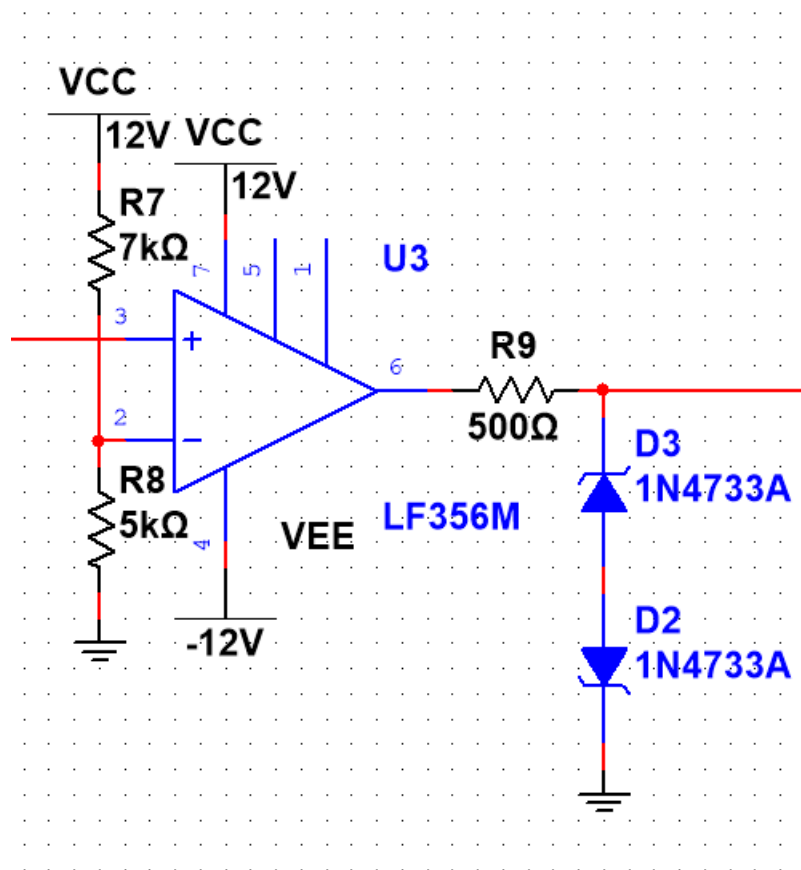 VCC
12V
VCC
12V
R7
7kΩ
7
5
1
U3
3
+
R9
6
500Ω
2
−
D3
1N4733A
R8
5kΩ
LF356M
4
VEE
-12V
D2
1N4733A